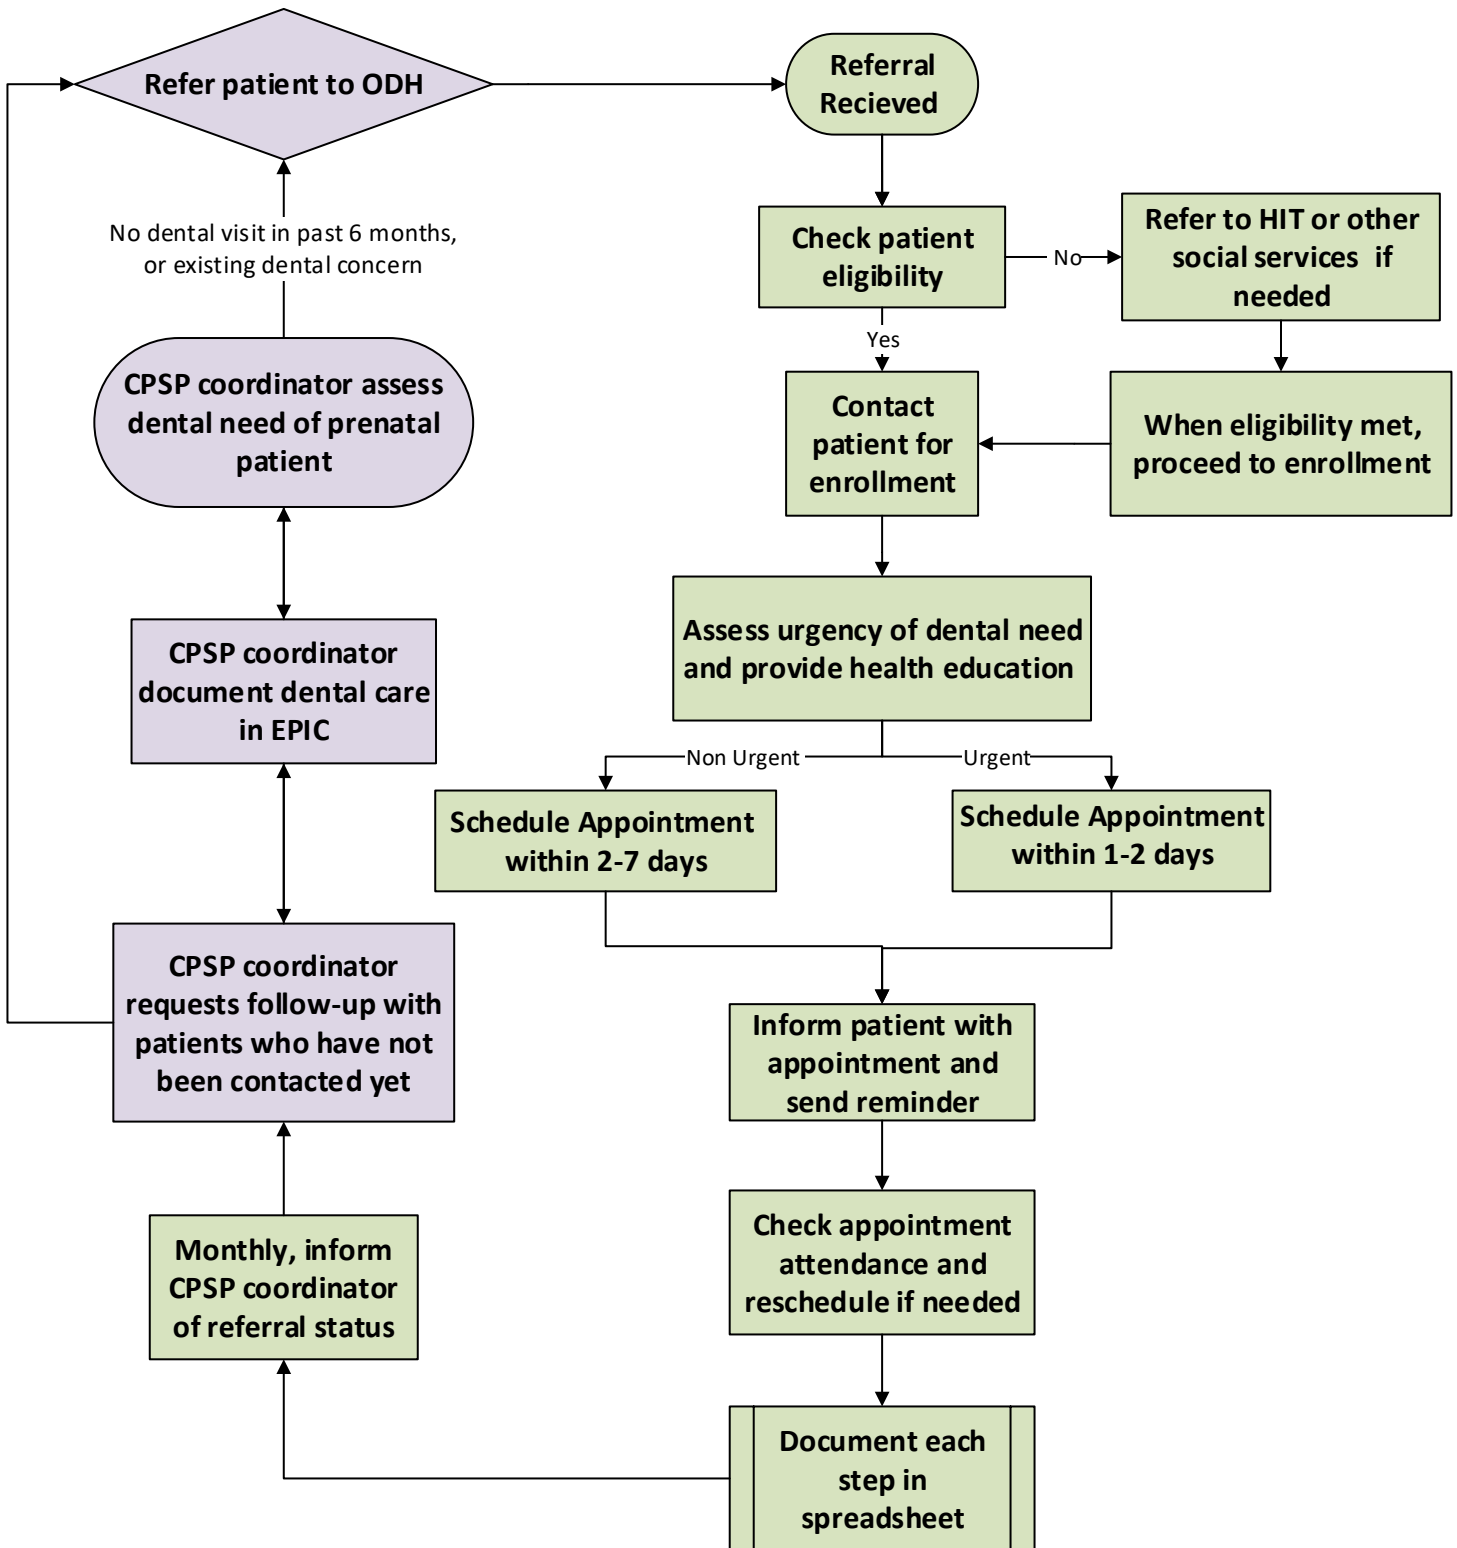 Refer patient to ODH
Referral
Recieved
No dental visit in past 6 months,
or existing dental concern
Check patient
eligibility
No
Refer to HIT or other
social services if
needed
Yes
CPSP coordinator assess
dental need of prenatal
patient
Contact
patient for
enrollment
When eligibility met,
proceed to enrollment
Assess urgency of dental need
and provide health education
CPSP coordinator
document dental care
in EPIC
Non Urgent
Urgent
Schedule Appointment
within 2-7 days
Schedule Appointment
within 1-2 days
CPSP coordinator
requests follow-up with
patients who have not
been contacted yet
Inform patient with
appointment and
send reminder
Monthly, inform
CPSP coordinator
of referral status
Check appointment
attendance and
reschedule if needed
Document each
step in
spreadsheet